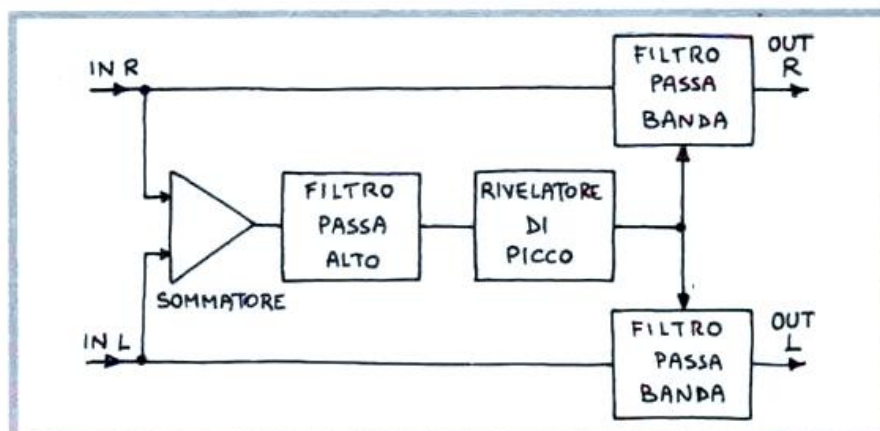 IN R
FILTRO
PASSA
BANDA
OUT
R
FILTRO
PASSA
ALTO
RIVELATORE
DI
PICCO
SOMMATORE
IN L
FILTRO
PASSA
BANDA
OUT
L